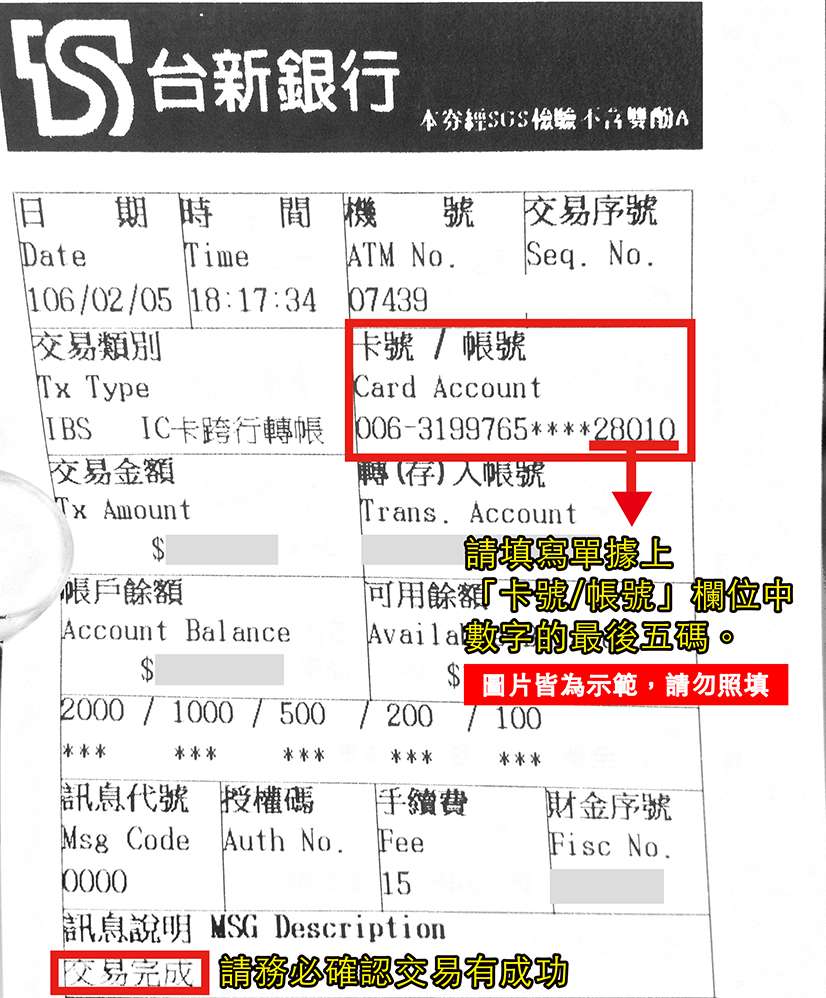 台新銀行
本券經SGS檢驗不含雙酚A
日期 時間 機號 交易序號
Date Time ATM No. Seq. No.
106/02/05 18:17:34 07439
交易類別 卡號 / 帳號
Tx Type Card Account
IBS IC卡跨行轉帳 006-3199765****28010
交易金額 轉(存)入帳號
Tx Amount Trans. Account
$
請填寫單據上
「卡號/帳號」欄位中
數字的最後五碼。
圖片皆為示範，請勿照填
帳戶餘額 可用餘額
Account Balance Availa
$ $
2000 / 1000 / 500 / 200 / 100
*** *** *** *** ***
訊息代號 授權碼 手續費 財金序號
Msg Code Auth No. Fee Fisc No.
0000 15
訊息說明 MSG Description
交易完成 請務必確認交易有成功